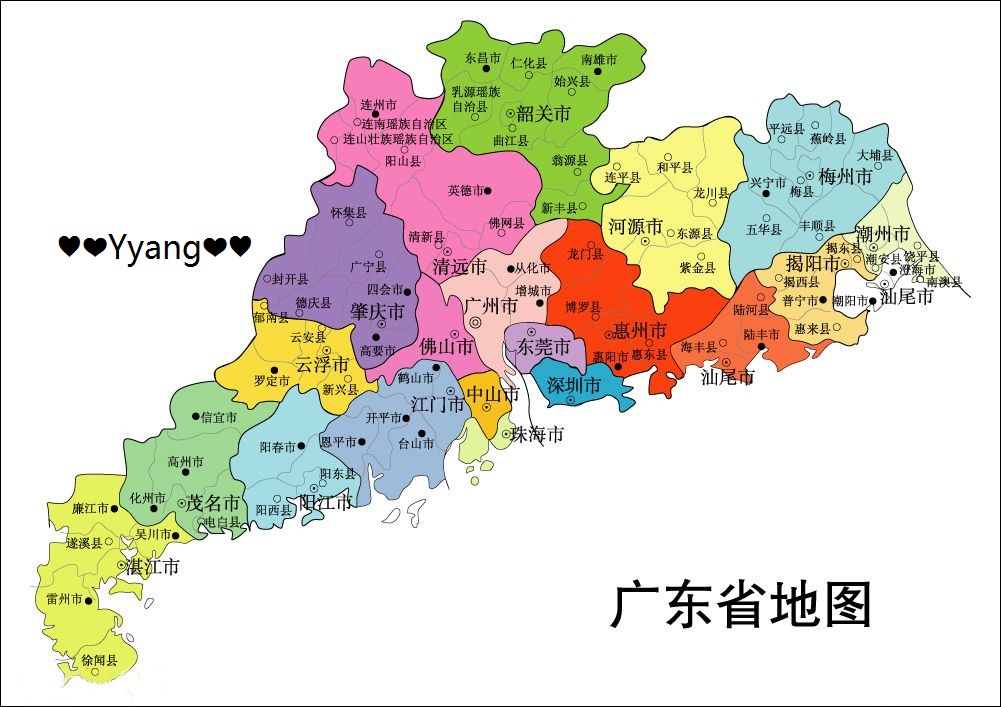 东昌市
仁化县
南雄市
始兴县
乳源瑶族
自治县
韶关市
曲江县
翁源县
新丰县
连州市
连南瑶族自治区
连山壮族瑶族自治区
阳山县
英德市
佛冈县
清新县
清远市
连平县
和平县
龙川县
河源市
东源县
紫金县
平远县
蕉岭县
大埔县
兴宁市
梅县
梅州市
五华县
丰顺县
潮州市
揭东县
潮安县
饶平县
澄海市
南澳县
揭阳市
揭西县
普宁市
潮阳市
汕尾市
惠来县
怀集县
♥♥Yyang♥♥
广宁县
封开县
四会市
德庆县
肇庆市
郁南县
高要市
云安县
云浮市
罗定市
新兴县
从化市
增城市
广州市
佛山市
龙门县
博罗县
惠州市
惠阳市
惠东县
陆河县
陆丰市
海丰县
汕尾市
东莞市
深圳市
鹤山市
江门市
中山市
珠海市
开平市
恩平市
台山市
信宜市
高州市
化州市
茂名市
电白县
阳春市
阳东县
阳西县
阳江市
廉江市
吴川市
遂溪县
湛江市
雷州市
徐闻县
广东省地图